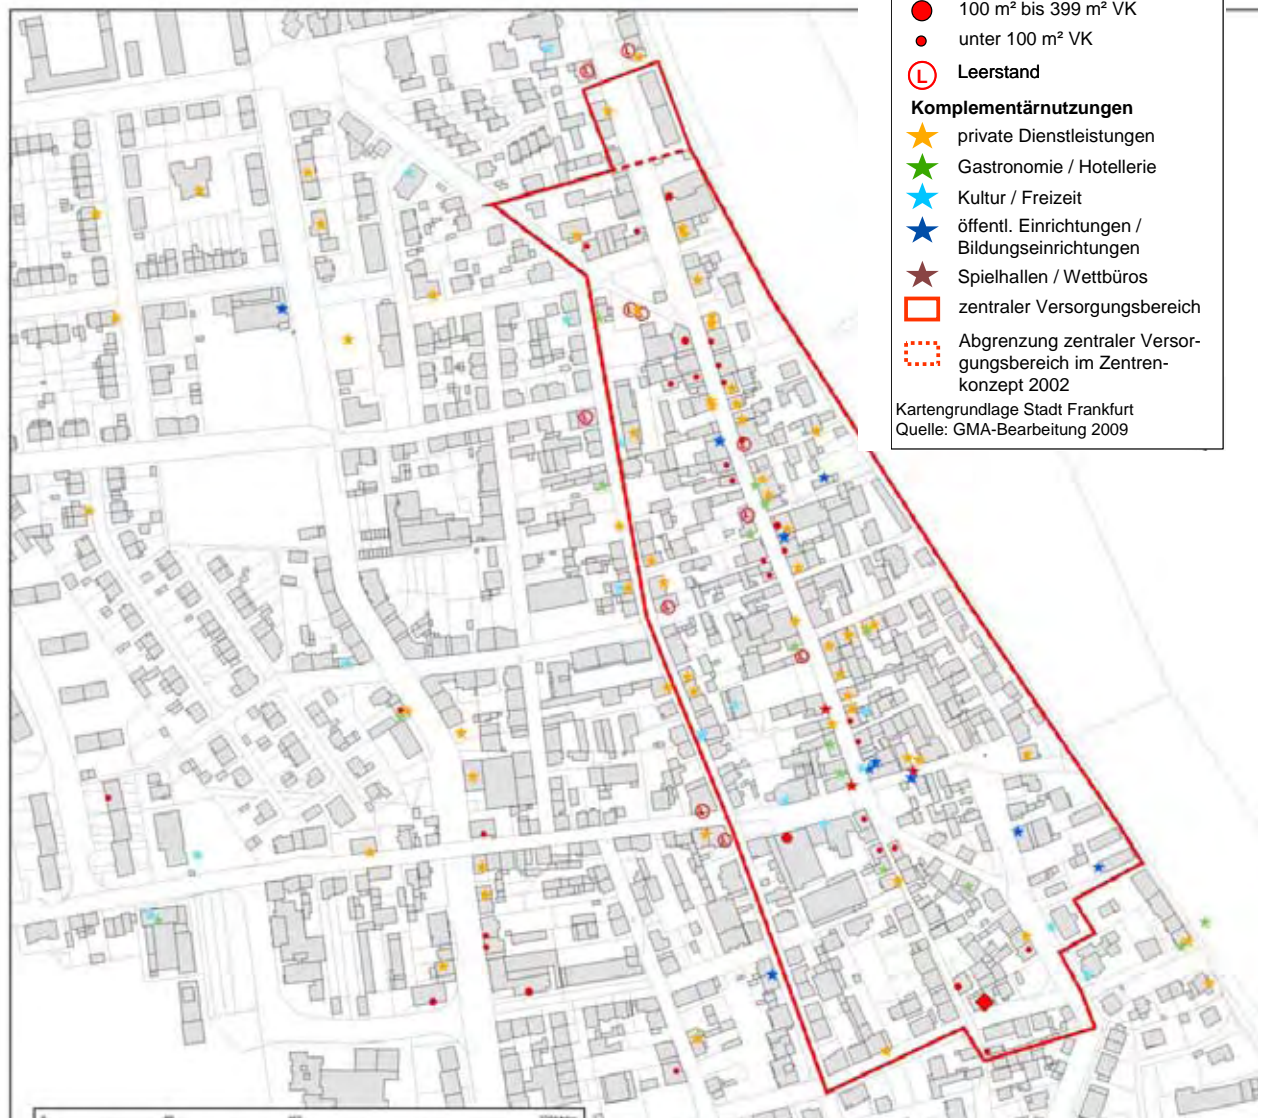 100 m² bis 399 m² VK
unter 100 m² VK
L Leerstand
Komplementärnutzungen
private Dienstleistungen
Gastronomie / Hotellerie
Kultur / Freizeit
öffentl. Einrichtungen /
Bildungseinrichtungen
Spielhallen / Wettbüros
zentraler Versorgungsbereich
Abgrenzung zentraler Versor-
gungsbereich im Zentren-
konzept 2002
Kartengrundlage Stadt Frankfurt
Quelle: GMA-Bearbeitung 2009
L
L
L
L
L
L
L
L
L
L
L